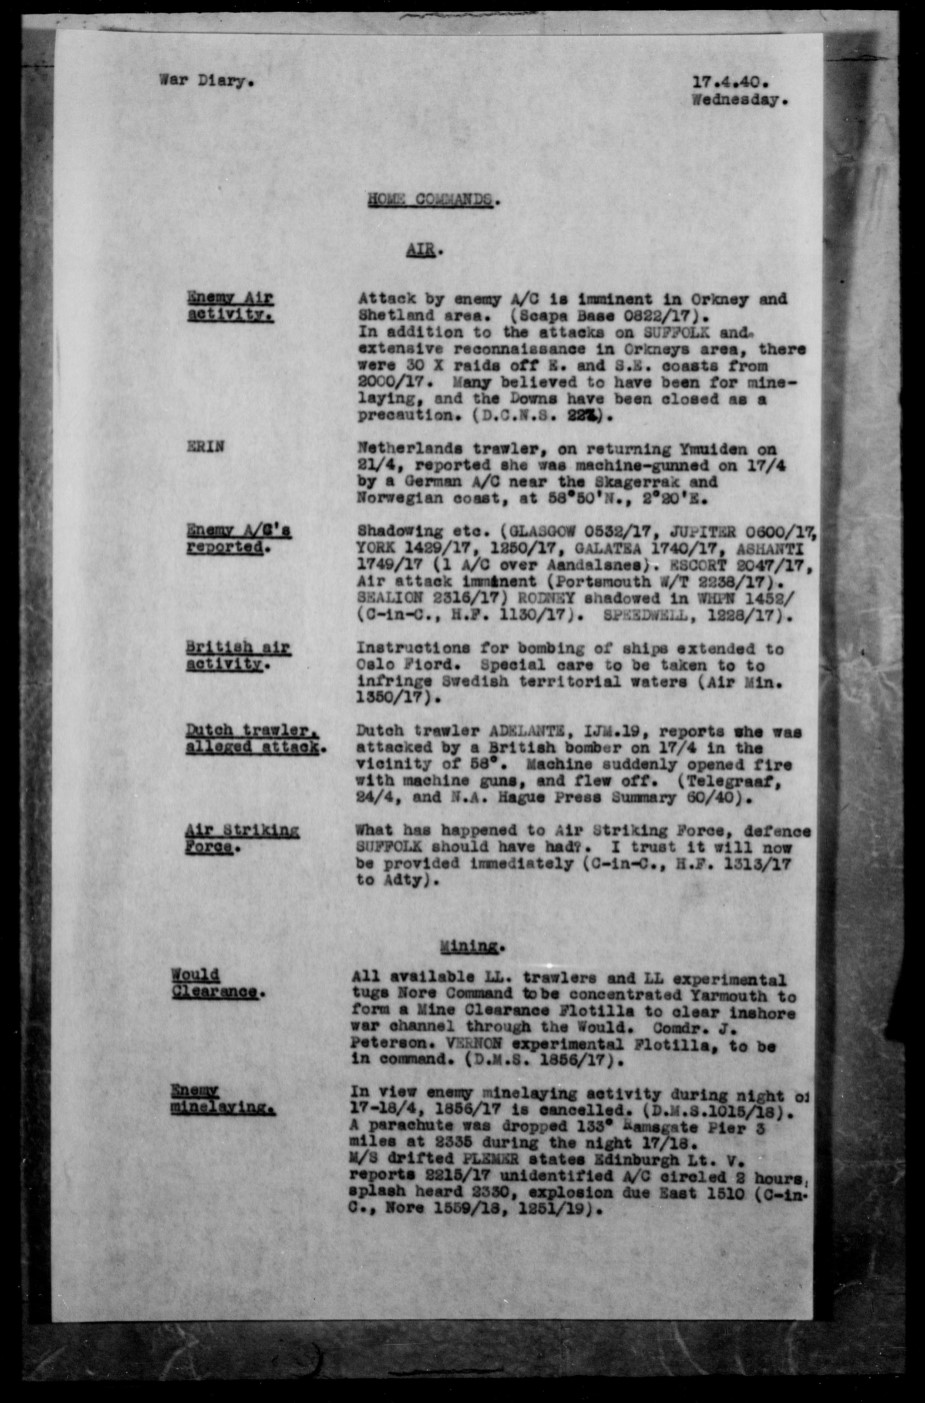 War Diary.
17.4.40.
Wednesday.
HOME COMMANDS.
AIR.
Enemy Air
activity.
Attack by enemy A/C is imminent in Orkney and
Shetland area. (Scapa Base 0822/17).
In addition to the attacks on SUFFOLK and
extensive reconnaissance in Orkneys area, there
were 30 X raids off E. and S.E. coasts from
2000/17. Many believed to have been for mine-
laying, and the Downs have been closed as a
precaution. (D.C.N.S. ).
ERIN
Netherlands trawler, on returning Ymuiden on
21/4, reported she was machine-gunned on 17/4
by a German A/C near the Skagerrak and
Norwegian coast, at 58°50'N., 2°20'E.
Enemy A/C's
reported.
Shadowing etc. (GLASGOW 0532/17, JUPITER 0600/17,
YORK 1429/17, 1250/17, GALATEA 1740/17, ASHANTI
1749/17 (1 A/C over Aandalsnes). ESCORT 2047/17,
Air attack imminent (Portsmouth W/T 2238/17).
SEALION 2316/17) RODNEY shadowed in WHPN 1452/
(C-in-C., H.F. 1130/17). SPEEDWELL, 1228/17).
British air
activity.
Instructions for bombing of ships extended to
Oslo Fiord. Special care to be taken to to
infringe Swedish territorial waters (Air Min.
1350/17).
Dutch trawler,
alleged attack.
Dutch trawler ADELANTE, IJM.19, reports she was
attacked by a British bomber on 17/4 in the
vicinity of 58°. Machine suddenly opened fire
with machine guns, and flew off. (Telegraaf,
24/4, and N.A. Hague Press Summary 60/40).
Air Striking
Force.
What has happened to Air Striking Force, defence
SUFFOLK should have had?. I trust it will now
be provided immediately (C-in-C., H.F. 1313/17
to Adty).
Mining.
Would
Clearance.
All available LL. trawlers and LL experimental
tugs Nore Command to be concentrated Yarmouth to
form a Mine Clearance Flotilla to clear inshore
war channel through the Would. Comdr. J.
Peterson. VERNON experimental Flotilla, to be
in command. (D.M.S. 1856/17).
Enemy
minelaying.
In view enemy minelaying activity during night of
17-18/4, 1856/17 is cancelled. (D.M.S.1015/18).
A parachute was dropped 133° Ramsgate Pier 3
miles at 2335 during the night 17/18.
M/S drifted PLEMER states Edinburgh Lt. V.
reports 2215/17 unidentified A/C circled 2 hours,
splash heard 2330, explosion due East 1510 (C-in-
C., Nore 1559/18, 1251/19).